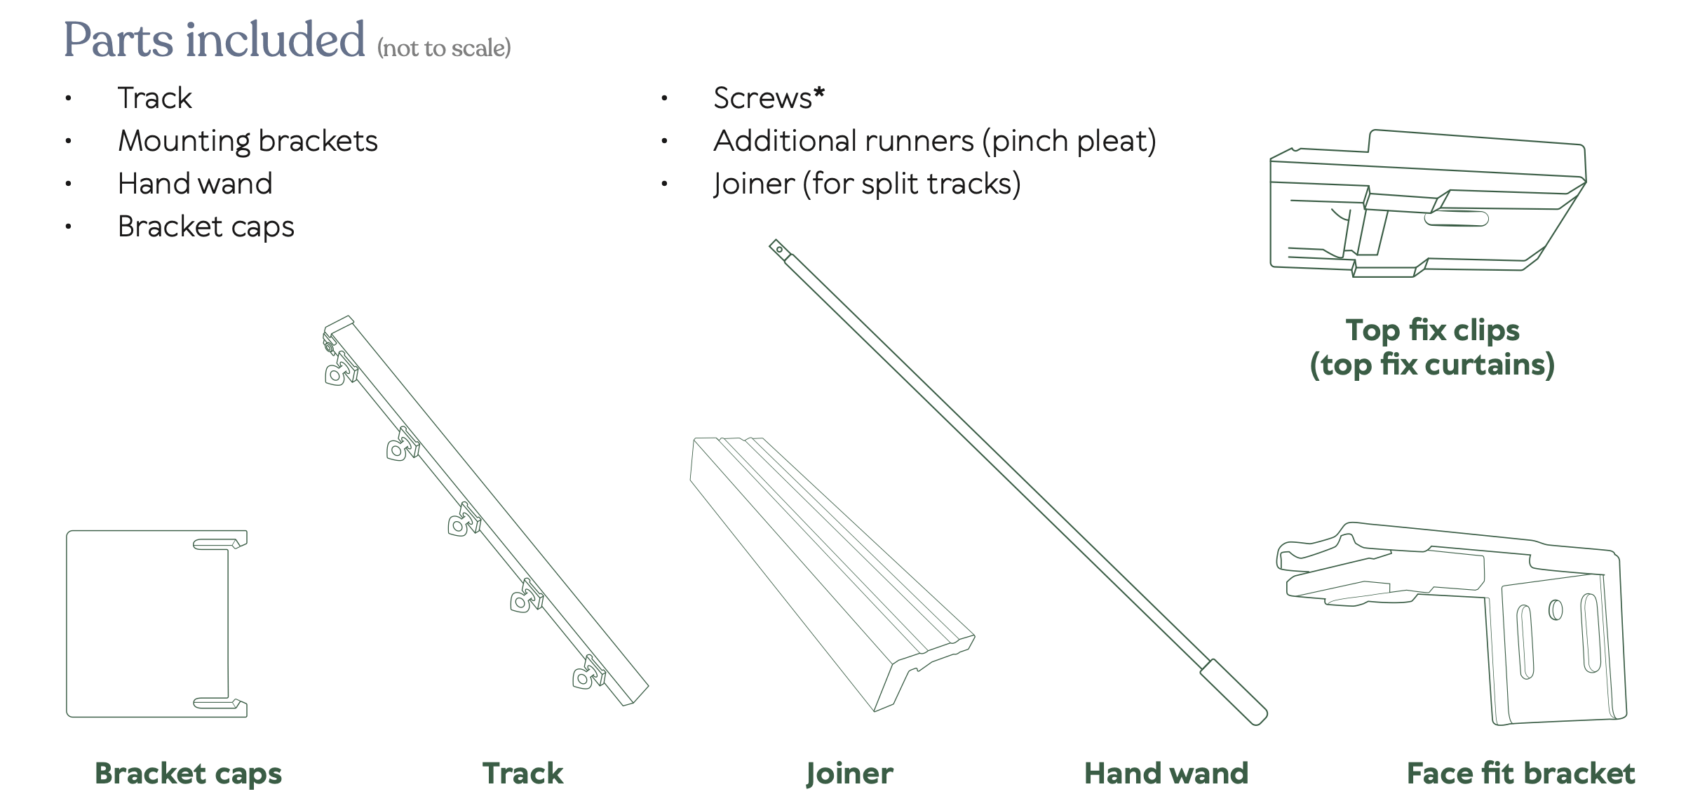 Parts included (not to scale)
• Track
• Mounting brackets
• Hand wand
• Bracket caps
• Screws*
• Additional runners (pinch pleat)
• Joiner (for split tracks)
Top fix clips
(top fix curtains)
Bracket caps
Track
Joiner
Hand wand
Face fit bracket